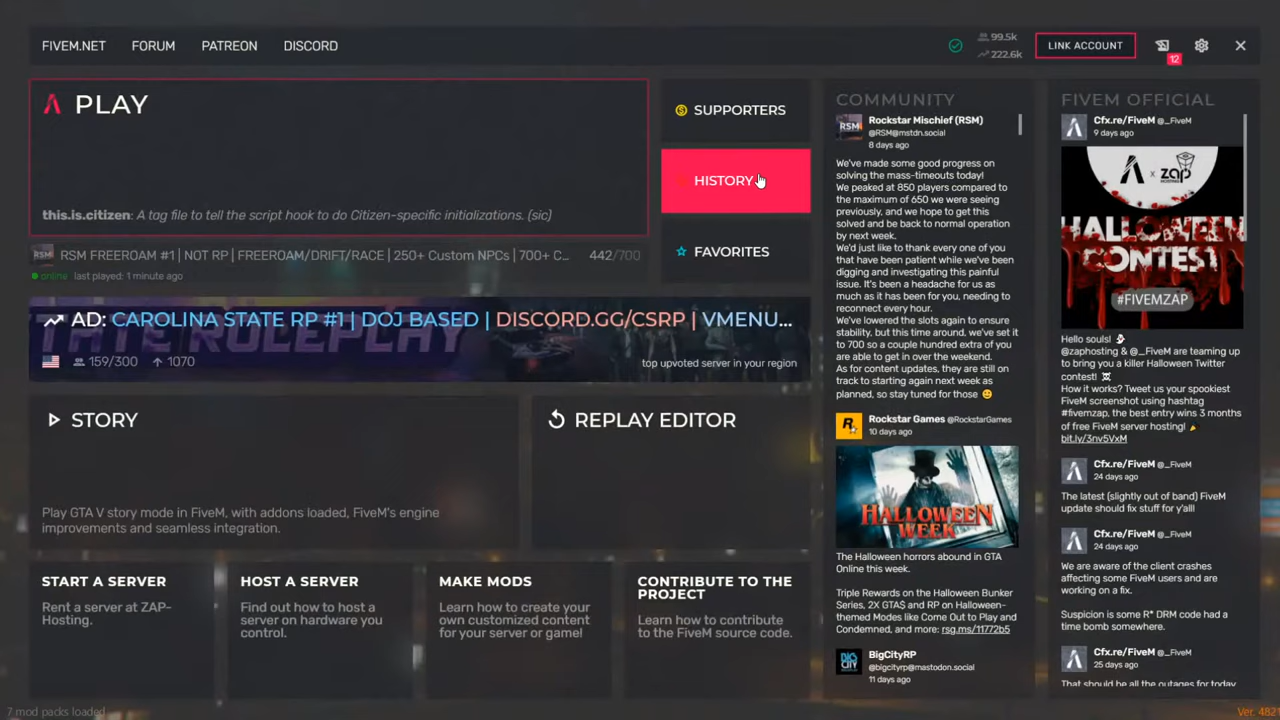 FIVEM.NET FORUM PATREON DISCORD
99.5k
222.6k
LINK ACCOUNT
12
PLAY
this.is.citizen: A tag file to tell the script hook to do Citizen-specific initializations. (sic)
RSM FREEROAM #1 | NOT RP | FREEROAM/DRIFT/RACE | 250+ Custom NPCs | 700+ C... 442/700
online last played: 1 minute ago
SUPPORTERS
HISTORY
FAVORITES
AD: CAROLINA STATE RP #1 | DOJ BASED | DISCORD.GG/CSRP | VMENU...
159/300 1070
top upvoted server in your region
STORY
Play GTA V story mode in FiveM, with addons loaded, FiveM's engine
improvements and seamless integration.
REPLAY EDITOR
START A SERVER
Rent a server at ZAP-
Hosting.
HOST A SERVER
Find out how to host a
server on hardware you
control.
MAKE MODS
Learn how to create your
own customized content
for your server or game!
CONTRIBUTE TO THE
PROJECT
Learn how to contribute
to the FiveM source code.
COMMUNITY
RSM
Rockstar Mischief (RSM)
@RSM@mstdn.social
8 days ago
We've made some good progress on
solving the mass-timeouts today!
We peaked at 850 players compared to
the maximum of 650 we were seeing
previously, and we hope to get this
solved and be back to normal operation
by next week.
We'd just like to thank every one of you
that have been patient while we've been
digging and investigating this painful
issue. It's been a headache for us as
much as it has been for you, needing to
reconnect every hour.
We've lowered the slots again to ensure
stability, but this time around, we've set it
to 700 so a couple hundred extra of you
are able to get in over the weekend.
As for content updates, they are still on
track to starting again next week as
planned, so stay tuned for those 🙂
Rockstar Games @RockstarGames
10 days ago
HALLOWEEN
WEEK
The Halloween horrors abound in GTA
Online this week.
Triple Rewards on the Halloween Bunker
Series, 2X GTA$ and RP on Halloween-
themed Modes like Come Out to Play and
Condemned, and more: rsg.ms/11772b5
BIG CITY
BigCityRP
@bigcityrp@mastodon.social
11 days ago
FIVEM OFFICIAL
Cfx.re/FiveM @_FiveM
9 days ago
x zap
HALLOWEEN
CONTEST
#FIVEMZAP
Hello souls! 👻
@zaphosting & @_FiveM are teaming up
to bring you a killer Halloween Twitter
contest! ☠
How it works? Tweet us your spookiest
FiveM screenshot using hashtag
#fivemzap, the best entry wins 3 months
of free FiveM server hosting! 🎉
bit.ly/3nv5VxM
Cfx.re/FiveM @_FiveM
24 days ago
The latest (slightly out of band) FiveM
update should fix stuff for y'all!
Cfx.re/FiveM @_FiveM
24 days ago
We are aware of the client crashes
affecting some FiveM users and are
working on a fix.
Suspicion is some R* DRM code had a
time bomb somewhere.
Cfx.re/FiveM @_FiveM
25 days ago
That should be all the outages for today
7 mod packs loaded
Ver. 4821